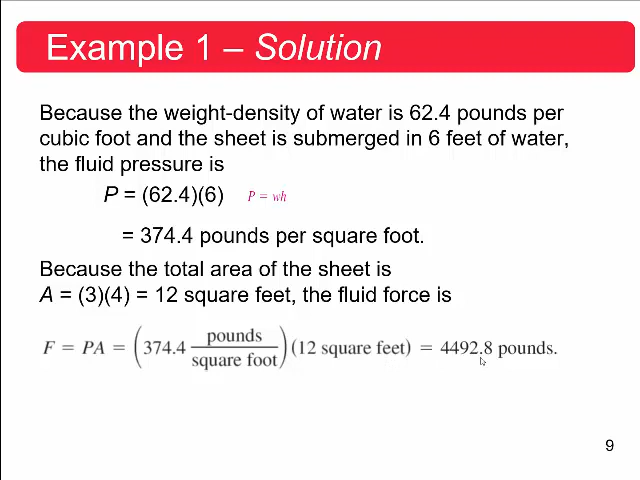 Example 1 – Solution
Because the weight-density of water is 62.4 pounds per
cubic foot and the sheet is submerged in 6 feet of water,
the fluid pressure is
P = (62.4)(6) P = wh
= 374.4 pounds per square foot.
Because the total area of the sheet is
A = (3)(4) = 12 square feet, the fluid force is
F = PA = (374.4 pounds/square foot)(12 square feet) = 4492.8 pounds.
9